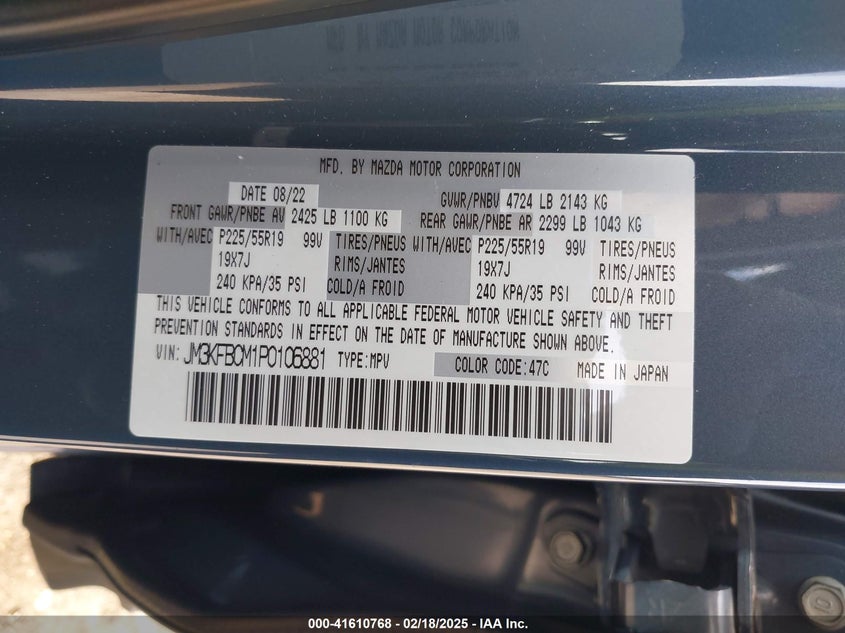 MFD. BY MAZDA MOTOR CORPORATION
DATE 08/22 GVWR/PNBV 4724 LB 2143 KG
FRONT GAWR/PNBE AV 2425 LB 1100 KG REAR GAWR/PNBE AR 2299 LB 1043 KG
WITH/AVEC P225/55R19 99V TIRES/PNEUS WITH/AVEC P225/55R19 99V TIRES/PNEUS
19X7J RIMS/JANTES 19X7J RIMS/JANTES
240 KPA/35 PSI COLD/A FROID 240 KPA/35 PSI COLD/A FROID
THIS VEHICLE CONFORMS TO ALL APPLICABLE FEDERAL MOTOR VEHICLE SAFETY AND THEFT
PREVENTION STANDARDS IN EFFECT ON THE DATE OF MANUFACTURE SHOWN ABOVE.
VIN: JM3KFBCM1P0106881 TYPE:MPV COLOR CODE:47C MADE IN JAPAN
000-41610768 - 02/18/2025 - IAA Inc.